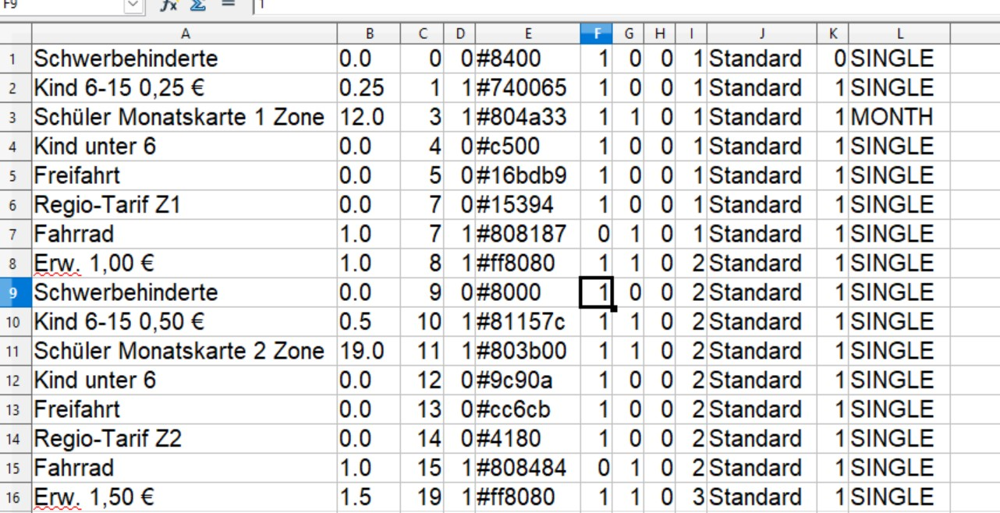 F9 fx Σ = 1
A B C D E F G H I J K L
1 Schwerbehinderte 0.0 0 0 #8400 1 0 0 1 Standard 0 SINGLE
2 Kind 6-15 0,25 € 0.25 1 1 #740065 1 0 0 1 Standard 1 SINGLE
3 Schüler Monatskarte 1 Zone 12.0 3 1 #804a33 1 1 0 1 Standard 1 MONTH
4 Kind unter 6 0.0 4 0 #c500 1 0 0 1 Standard 1 SINGLE
5 Freifahrt 0.0 5 0 #16bdb9 1 0 0 1 Standard 1 SINGLE
6 Regio-Tarif Z1 0.0 7 0 #15394 1 0 0 1 Standard 1 SINGLE
7 Fahrrad 1.0 7 1 #808187 0 1 0 1 Standard 1 SINGLE
8 Erw. 1,00 € 1.0 8 1 #ff8080 1 1 0 2 Standard 1 SINGLE
9 Schwerbehinderte 0.0 9 0 #8000 1 0 0 2 Standard 1 SINGLE
10 Kind 6-15 0,50 € 0.5 10 1 #81157c 1 1 0 2 Standard 1 SINGLE
11 Schüler Monatskarte 2 Zone 19.0 11 1 #803b00 1 1 0 2 Standard 1 SINGLE
12 Kind unter 6 0.0 12 0 #9c90a 1 0 0 2 Standard 1 SINGLE
13 Freifahrt 0.0 13 0 #cc6cb 1 0 0 2 Standard 1 SINGLE
14 Regio-Tarif Z2 0.0 14 0 #4180 1 0 0 2 Standard 1 SINGLE
15 Fahrrad 1.0 15 1 #808484 0 1 0 2 Standard 1 SINGLE
16 Erw. 1,50 € 1.5 19 1 #ff8080 1 1 0 3 Standard 1 SINGLE